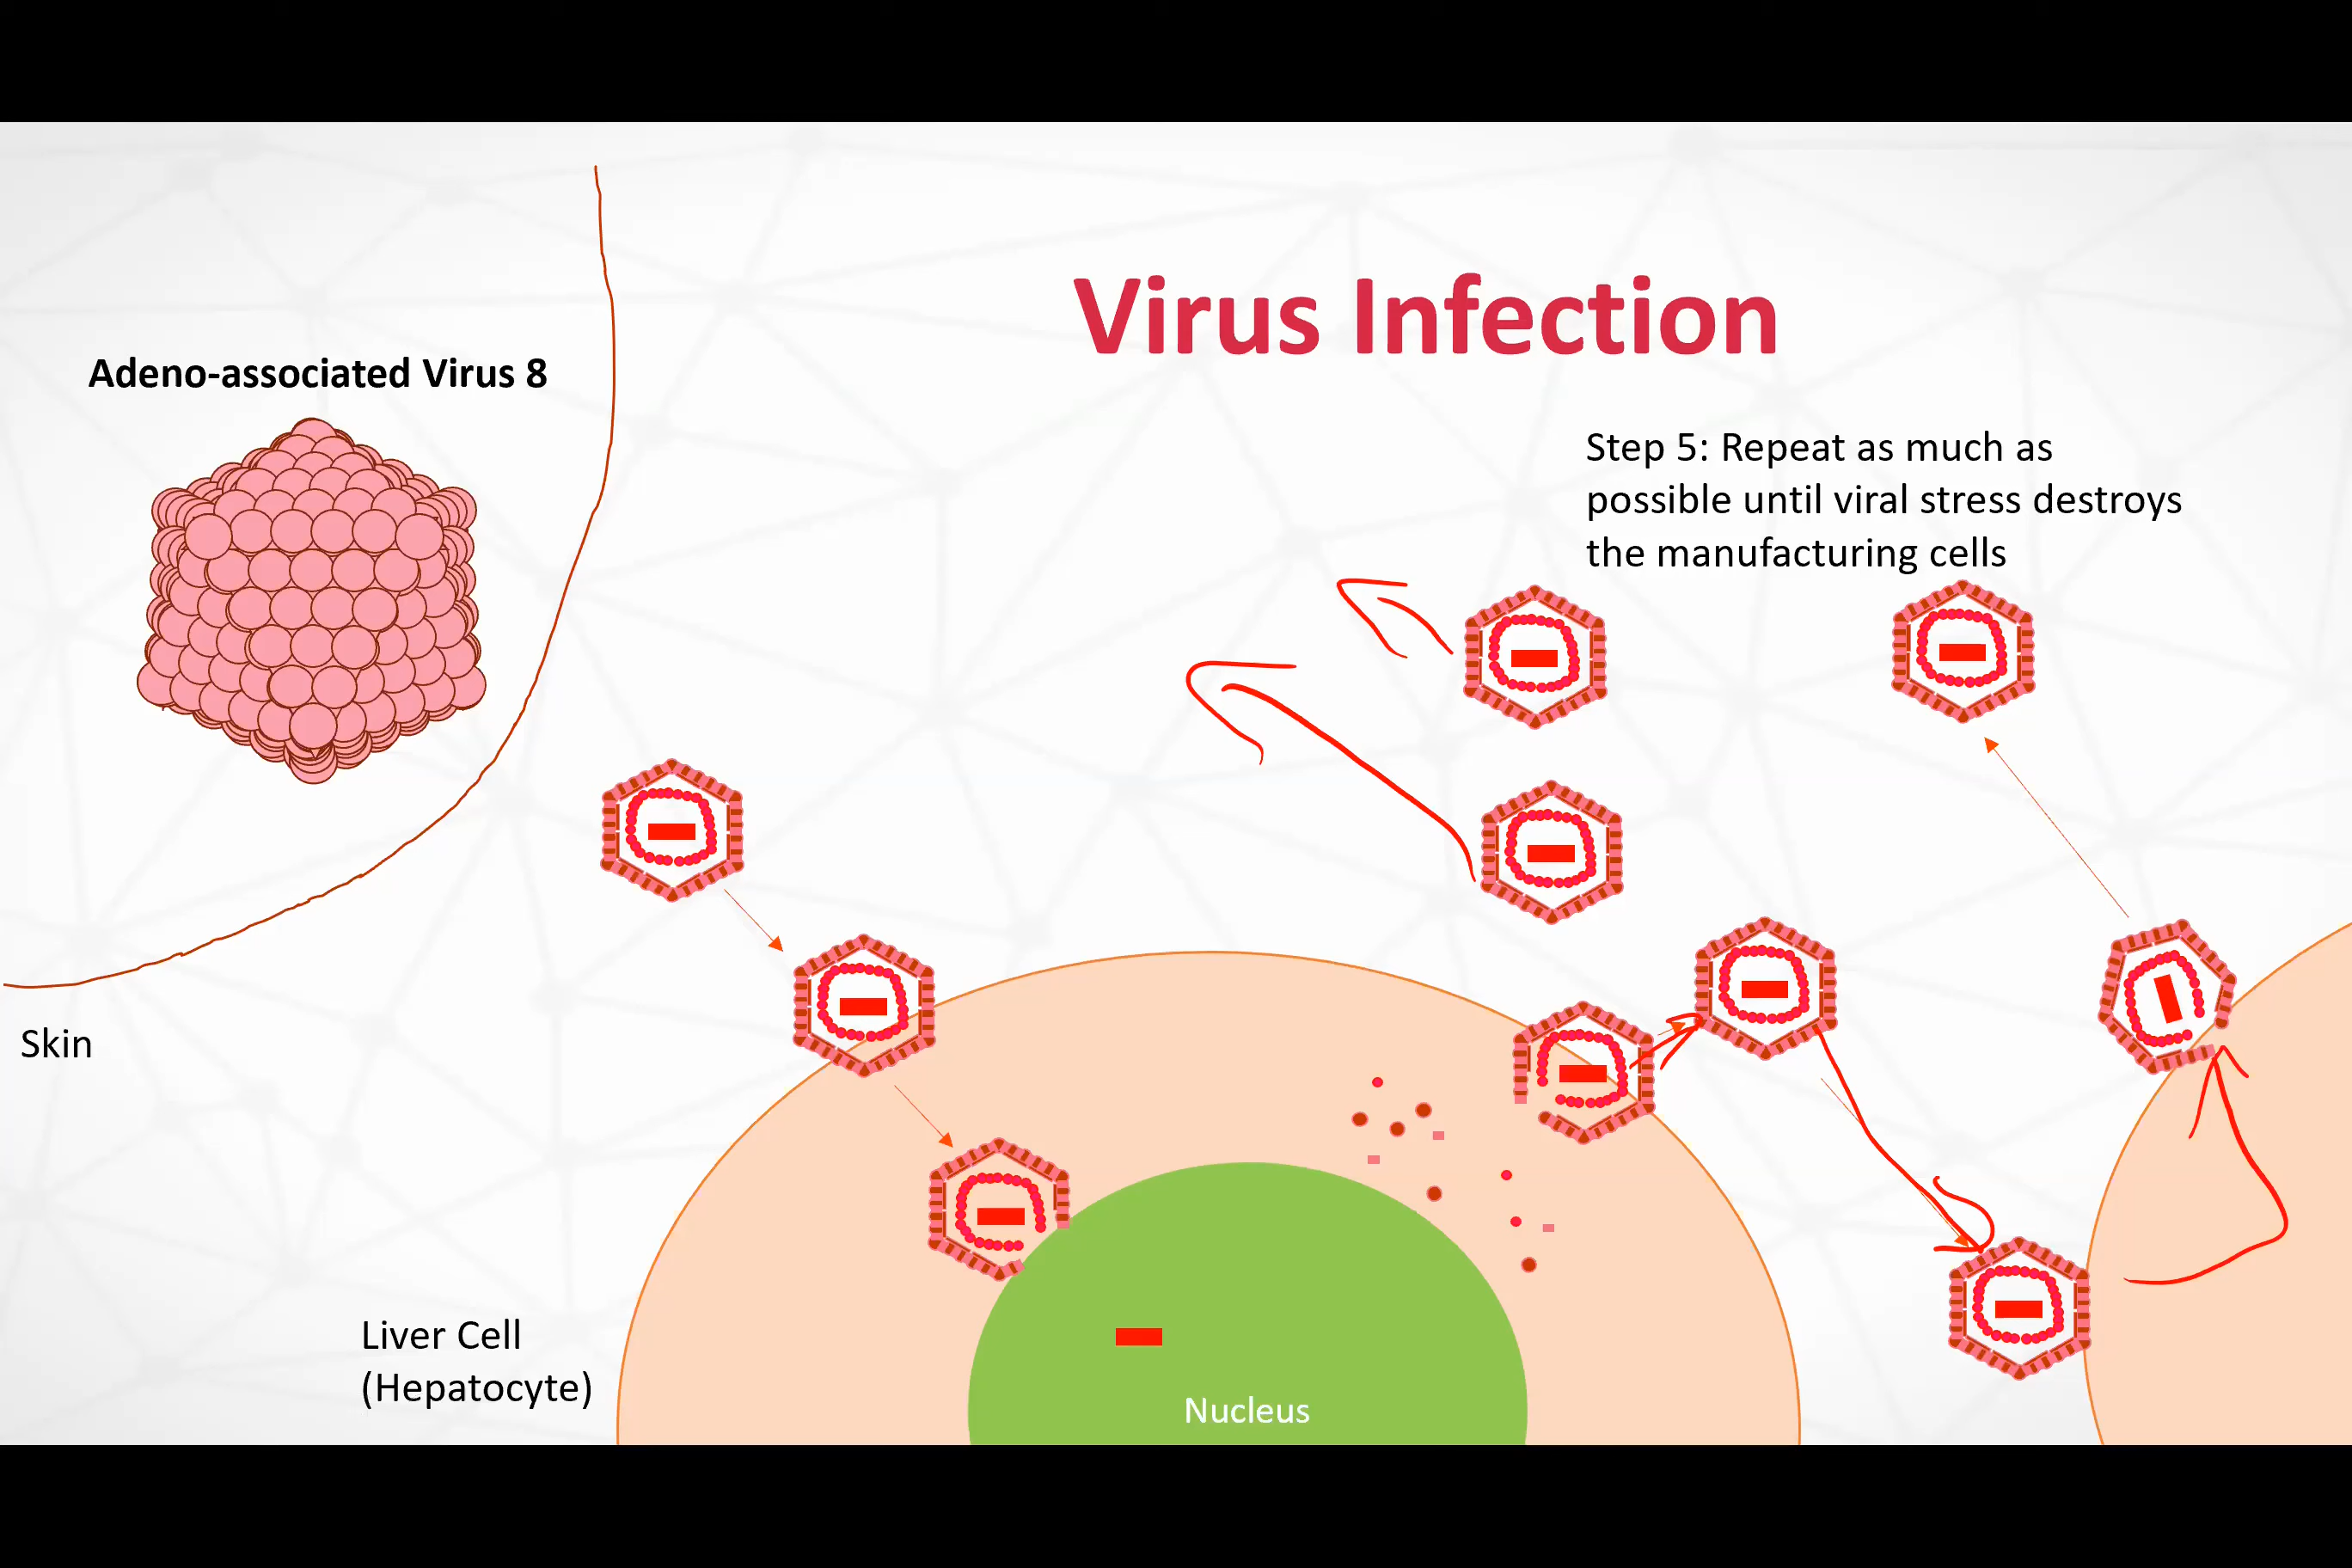 Virus Infection
Adeno-associated Virus 8
Step 5: Repeat as much as
possible until viral stress destroys
the manufacturing cells
Skin
Liver Cell
(Hepatocyte)
Nucleus